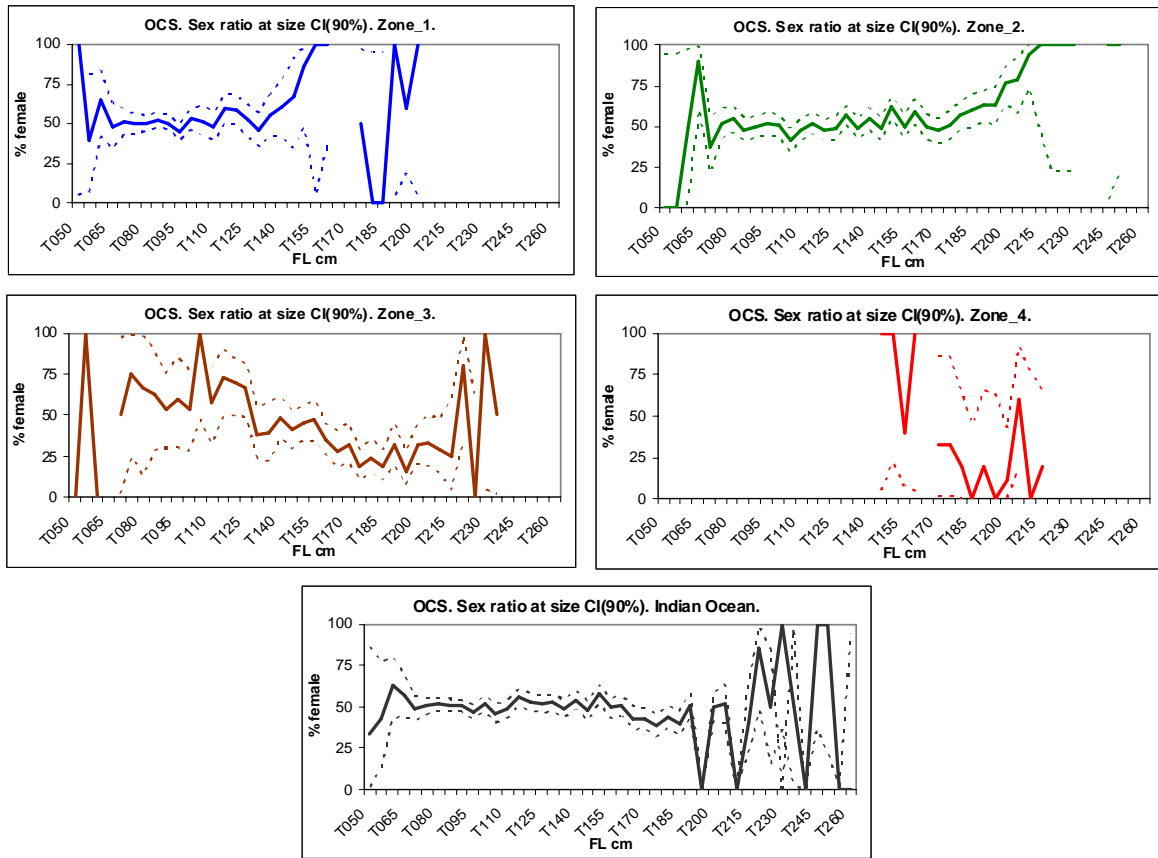 OCS. Sex ratio at size CI(90%). Zone_1.
% female
100
75
50
25
0
T050 T065 T080 T095 T110 T125 T140 T155 T170 T185 T200 T215 T230 T245 T260
FL cm
OCS. Sex ratio at size CI(90%). Zone_2.
% female
100
75
50
25
0
T050 T065 T080 T095 T110 T125 T140 T155 T170 T185 T200 T215 T230 T245 T260
FL cm
OCS. Sex ratio at size CI(90%). Zone_3.
% female
100
75
50
25
0
T050 T065 T080 T095 T110 T125 T140 T155 T170 T185 T200 T215 T230 T245 T260
FL cm
OCS. Sex ratio at size CI(90%). Zone_4.
% female
100
75
50
25
0
T050 T065 T080 T095 T110 T125 T140 T155 T170 T185 T200 T215 T230 T245 T260
FL cm
OCS. Sex ratio at size CI(90%). Indian Ocean.
% female
100
75
50
25
0
T050 T065 T080 T095 T110 T125 T140 T155 T170 T185 T200 T215 T230 T245 T260
FL cm